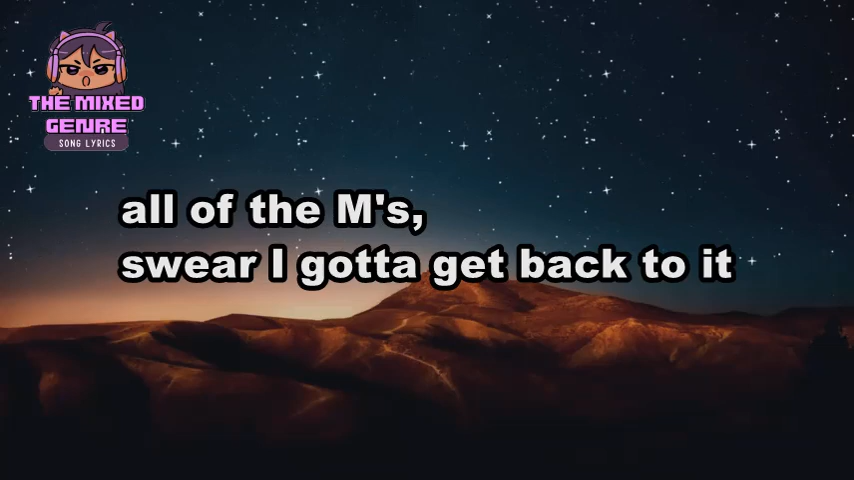 THE MIXED
GENRE
SONG LYRICS
all of the M's,
swear I gotta get back to it